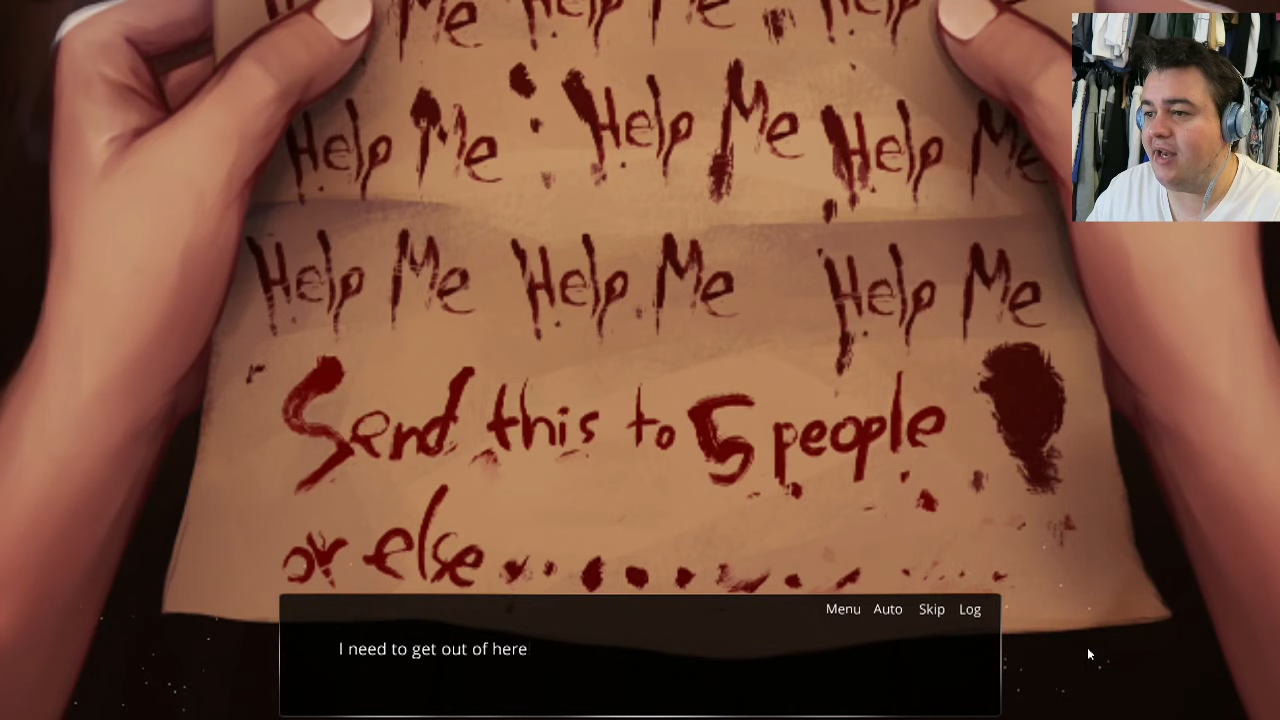 Me Help Me Help
Help Me Help Me Help Me
Help Me Help Me Help Me
Send this to 5 people
or else.........
Menu Auto Skip Log
I need to get out of here